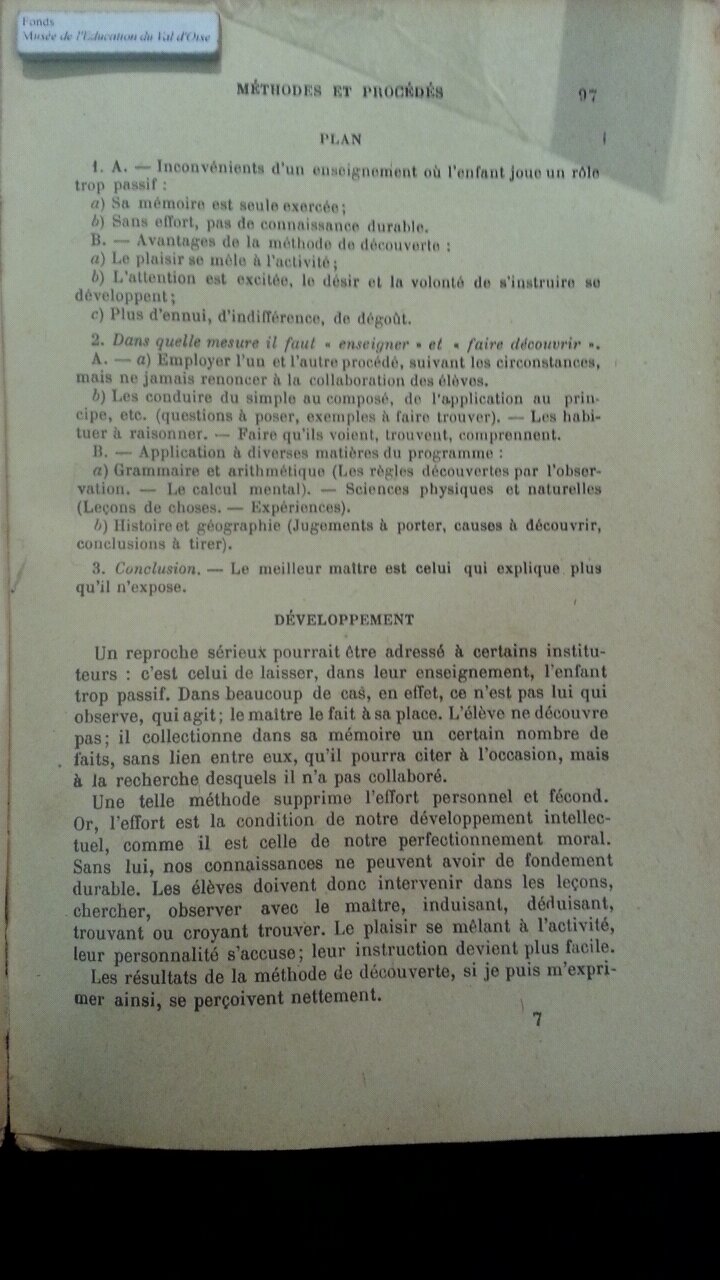 Fonds
Musée de l'Education du Val d'Oise
MÉTHODES ET PROCÉDÉS 97
PLAN
1. A. — Inconvénients d'un enseignement où l'enfant joue un rôle
trop passif :
a) Sa mémoire est seule exercée;
b) Sans effort, pas de connaissance durable.
B. — Avantages de la méthode de découverte :
a) Le plaisir se mêle à l'activité;
b) L'attention est excitée, le désir et la volonté de s'instruire se
développent;
c) Plus d'ennui, d'indifférence, de dégoût.
2. Dans quelle mesure il faut « enseigner » et « faire découvrir ».
A. — a) Employer l'un et l'autre procédé, suivant les circonstances,
mais ne jamais renoncer à la collaboration des élèves.
b) Les conduire du simple au composé, de l'application au prin-
cipe, etc. (questions à poser, exemples à faire trouver). — Les habi-
tuer à raisonner. — Faire qu'ils voient, trouvent, comprennent.
B. — Application à diverses matières du programme :
a) Grammaire et arithmétique (Les règles découvertes par l'obser-
vation. — Le calcul mental). — Sciences physiques et naturelles
(Leçons de choses. — Expériences).
b) Histoire et géographie (Jugements à porter, causes à découvrir,
conclusions à tirer).
3. Conclusion. — Le meilleur maître est celui qui explique plus
qu'il n'expose.
DÉVELOPPEMENT
Un reproche sérieux pourrait être adressé à certains institu-
teurs : c'est celui de laisser, dans leur enseignement, l'enfant
trop passif. Dans beaucoup de cas, en effet, ce n'est pas lui qui
observe, qui agit; le maître le fait à sa place. L'élève ne découvre
pas; il collectionne dans sa mémoire un certain nombre de
faits, sans lien entre eux, qu'il pourra citer à l'occasion, mais
à la recherche desquels il n'a pas collaboré.
Une telle méthode supprime l'effort personnel et fécond.
Or, l'effort est la condition de notre développement intellec-
tuel, comme il est celle de notre perfectionnement moral.
Sans lui, nos connaissances ne peuvent avoir de fondement
durable. Les élèves doivent donc intervenir dans les leçons,
chercher, observer avec le maître, induisant, déduisant,
trouvant ou croyant trouver. Le plaisir se mêlant à l'activité,
leur personnalité s'accuse; leur instruction devient plus facile.
Les résultats de la méthode de découverte, si je puis m'expri-
mer ainsi, se perçoivent nettement.
7